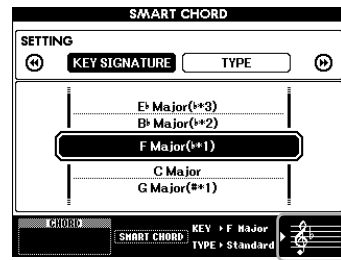 SMART CHORD
SETTING
KEY SIGNATURE TYPE
E♭ Major(♭*3)
B♭ Major(♭*2)
F Major(♭*1)
C Major
G Major(#*1)
CHORD
SMART CHORD KEY ▸ F Major
TYPE ▸ Standard